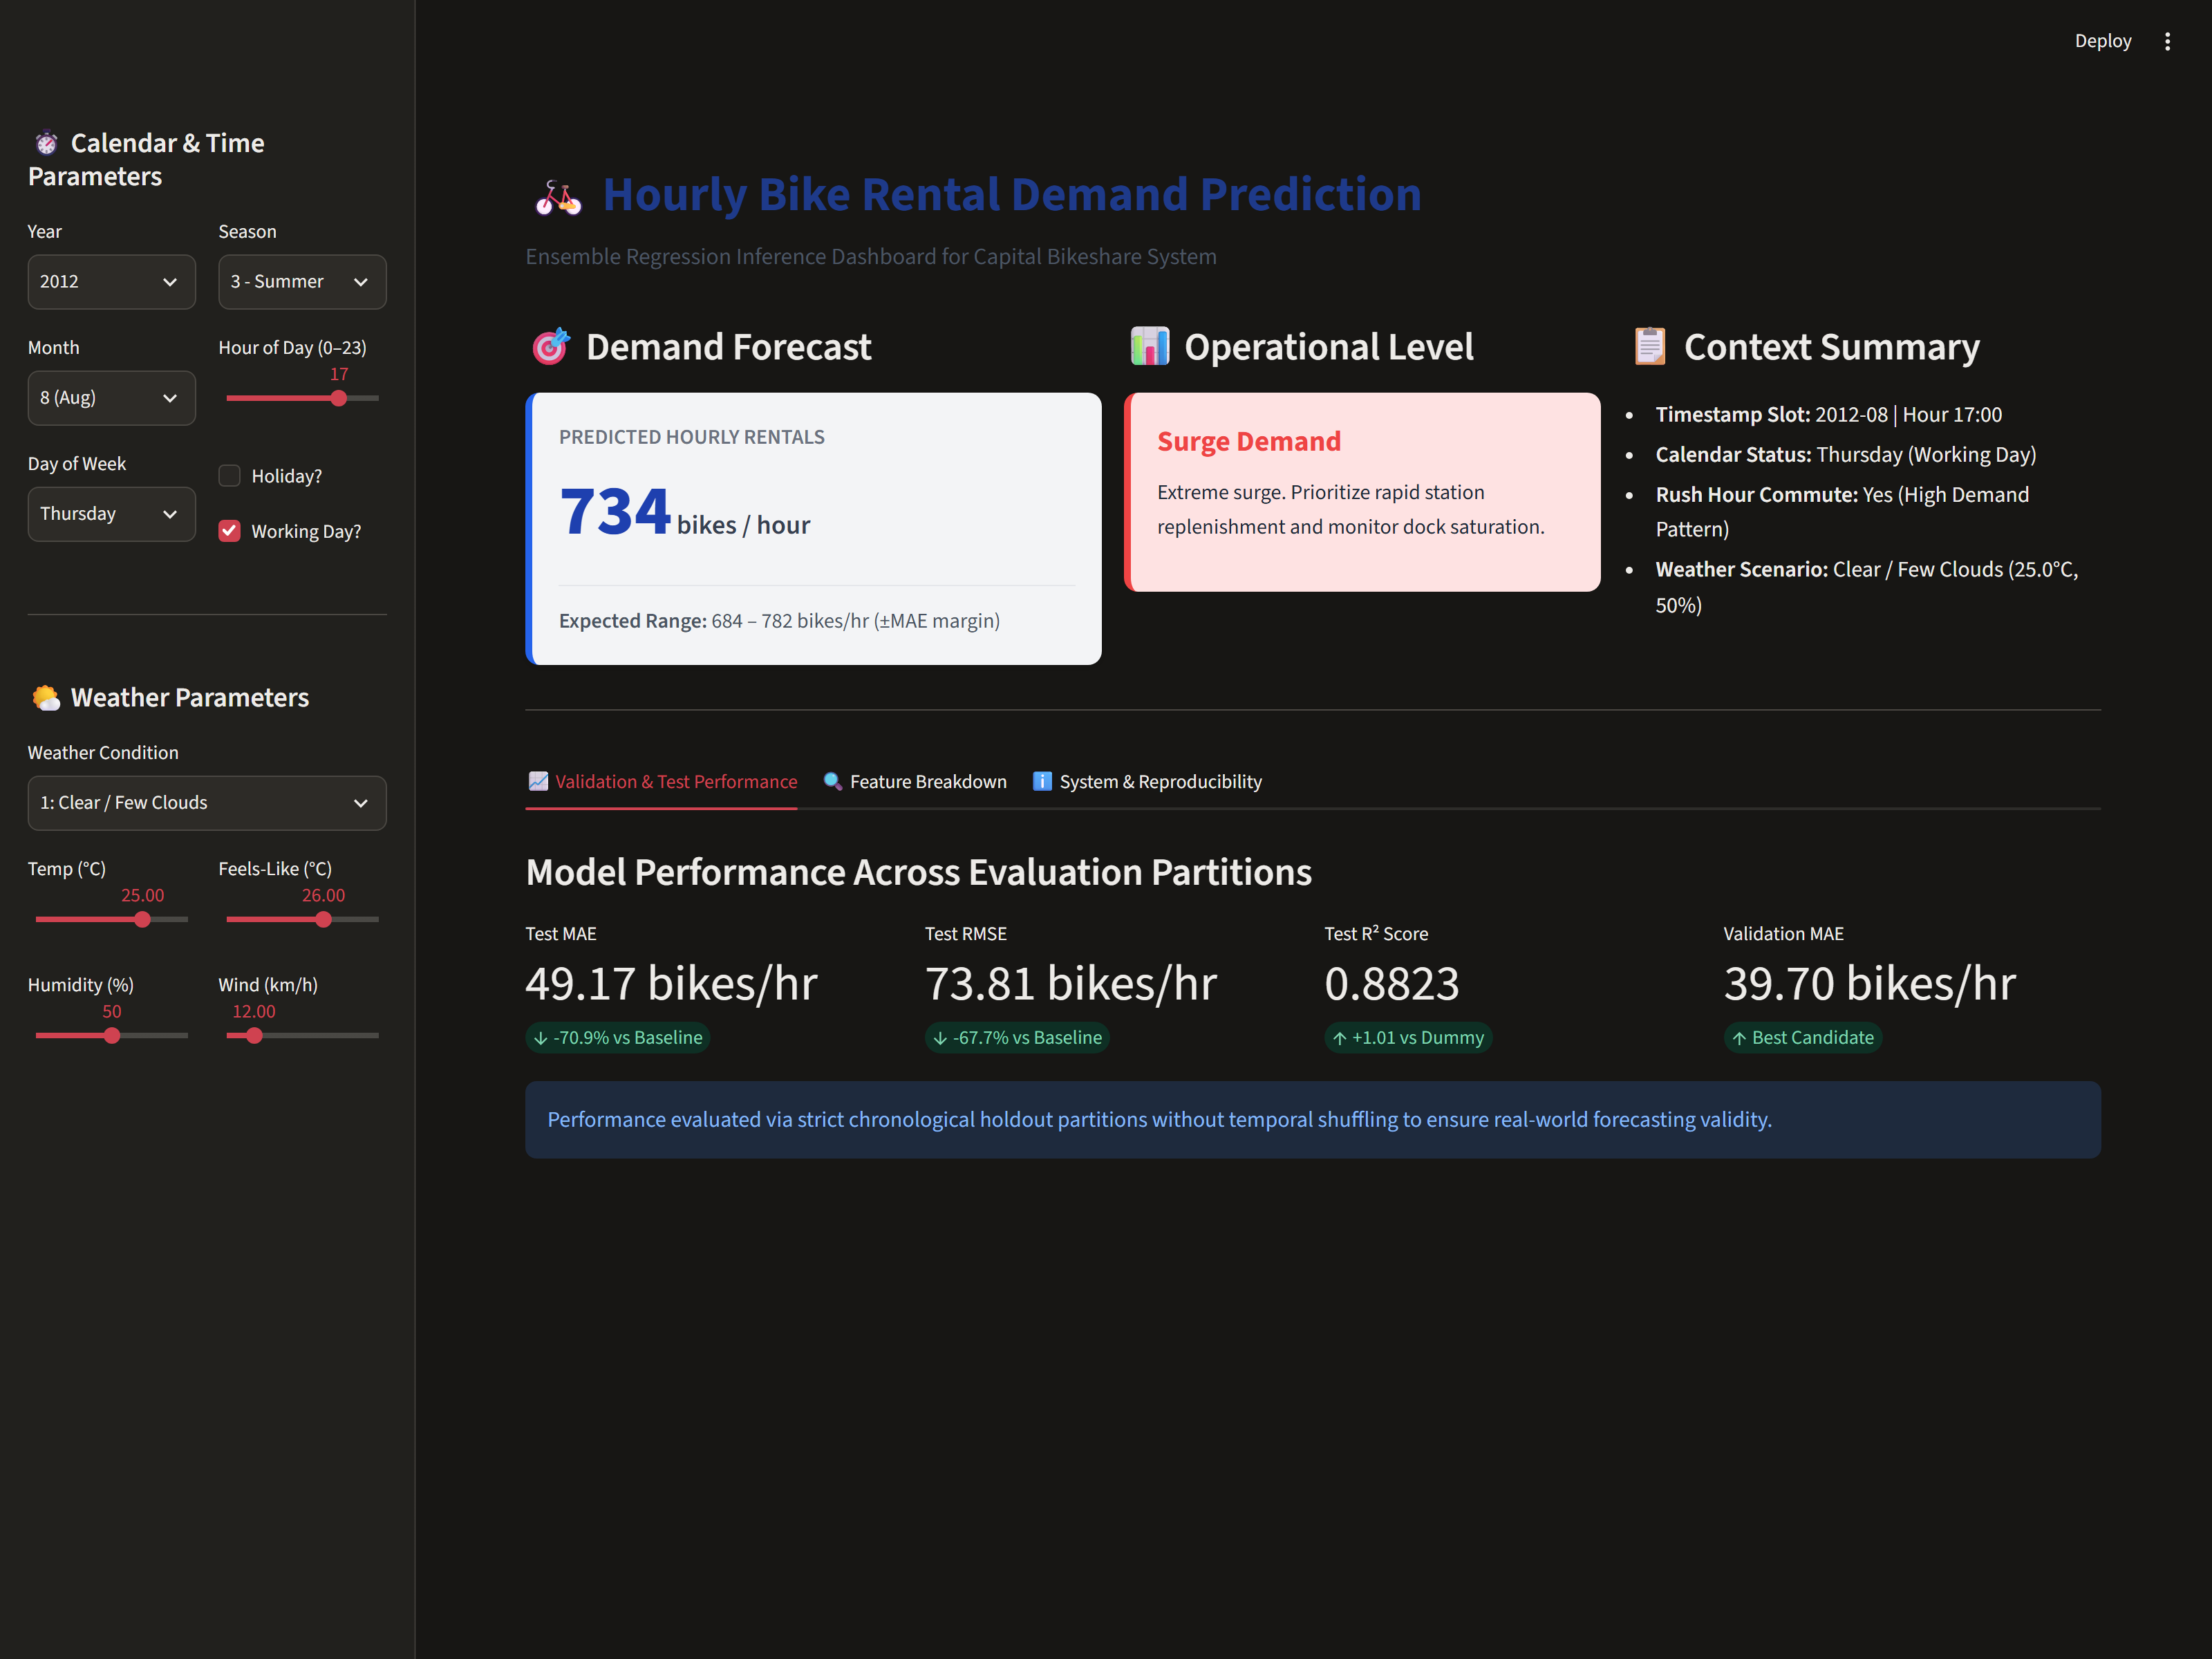 Deploy
Calendar & Time
Parameters
Year
Season
2012
3 - Summer
Month
Hour of Day (0–23)
17
8 (Aug)
Day of Week
Holiday?
Thursday
Working Day?
Weather Parameters
Weather Condition
1: Clear / Few Clouds
Temp (°C)
Feels-Like (°C)
25.00
26.00
Humidity (%)
Wind (km/h)
50
12.00
Hourly Bike Rental Demand Prediction
Ensemble Regression Inference Dashboard for Capital Bikeshare System
Demand Forecast
PREDICTED HOURLY RENTALS
734 bikes / hour
Expected Range: 684 – 782 bikes/hr (±MAE margin)
Operational Level
Surge Demand
Extreme surge. Prioritize rapid station
replenishment and monitor dock saturation.
Context Summary
Timestamp Slot: 2012-08 | Hour 17:00
Calendar Status: Thursday (Working Day)
Rush Hour Commute: Yes (High Demand
Pattern)
Weather Scenario: Clear / Few Clouds (25.0°C,
50%)
Validation & Test Performance
Feature Breakdown
System & Reproducibility
Model Performance Across Evaluation Partitions
Test MAE
49.17 bikes/hr
↓ -70.9% vs Baseline
Test RMSE
73.81 bikes/hr
↓ -67.7% vs Baseline
Test R² Score
0.8823
↑ +1.01 vs Dummy
Validation MAE
39.70 bikes/hr
↑ Best Candidate
Performance evaluated via strict chronological holdout partitions without temporal shuffling to ensure real-world forecasting validity.